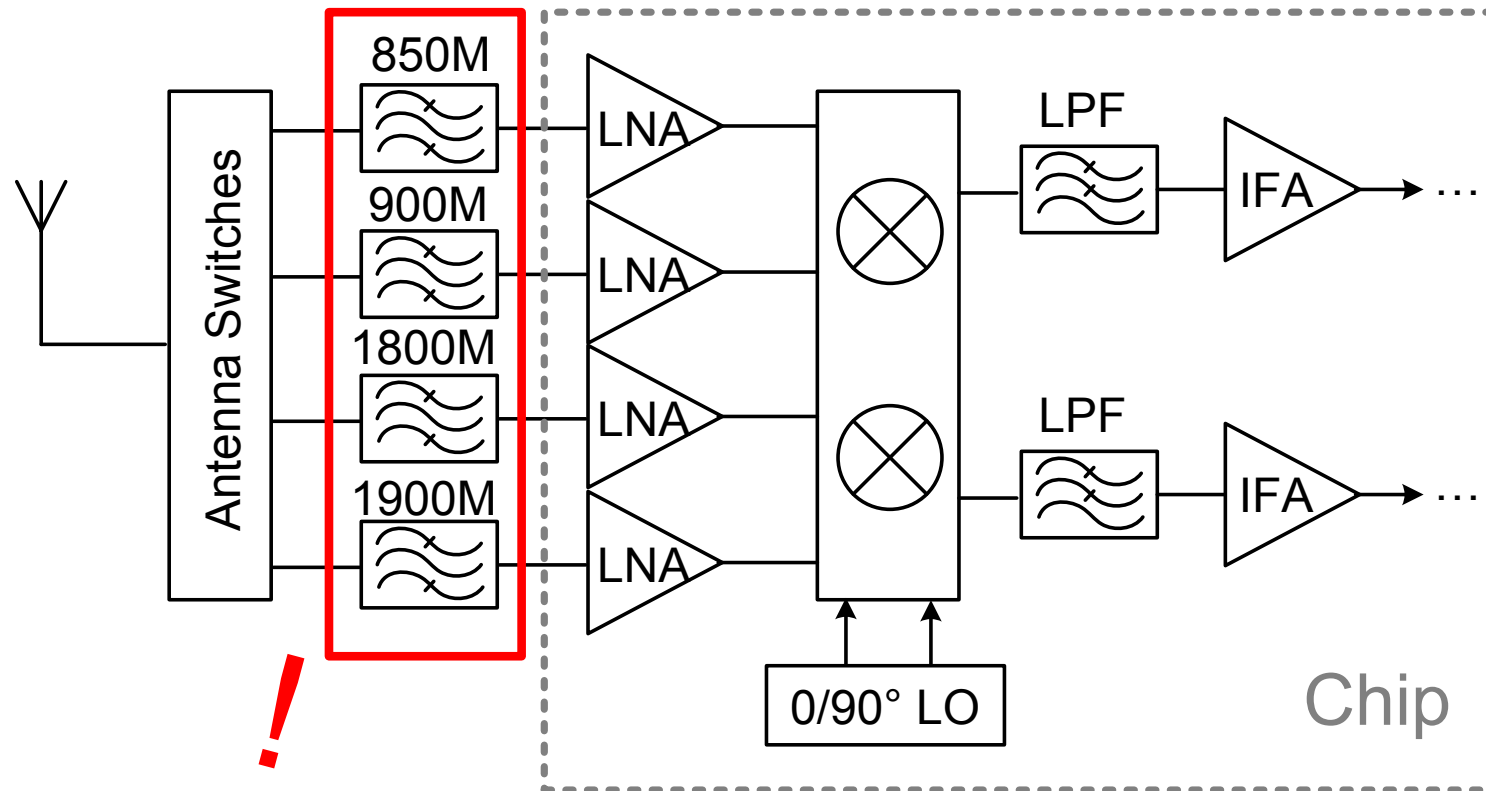 850M
LNA
900M
LNA
1800M
LNA
1900M
LNA
Antenna Switches
LPF
IFA
...
LPF
IFA
...
0/90° LO
Chip
!